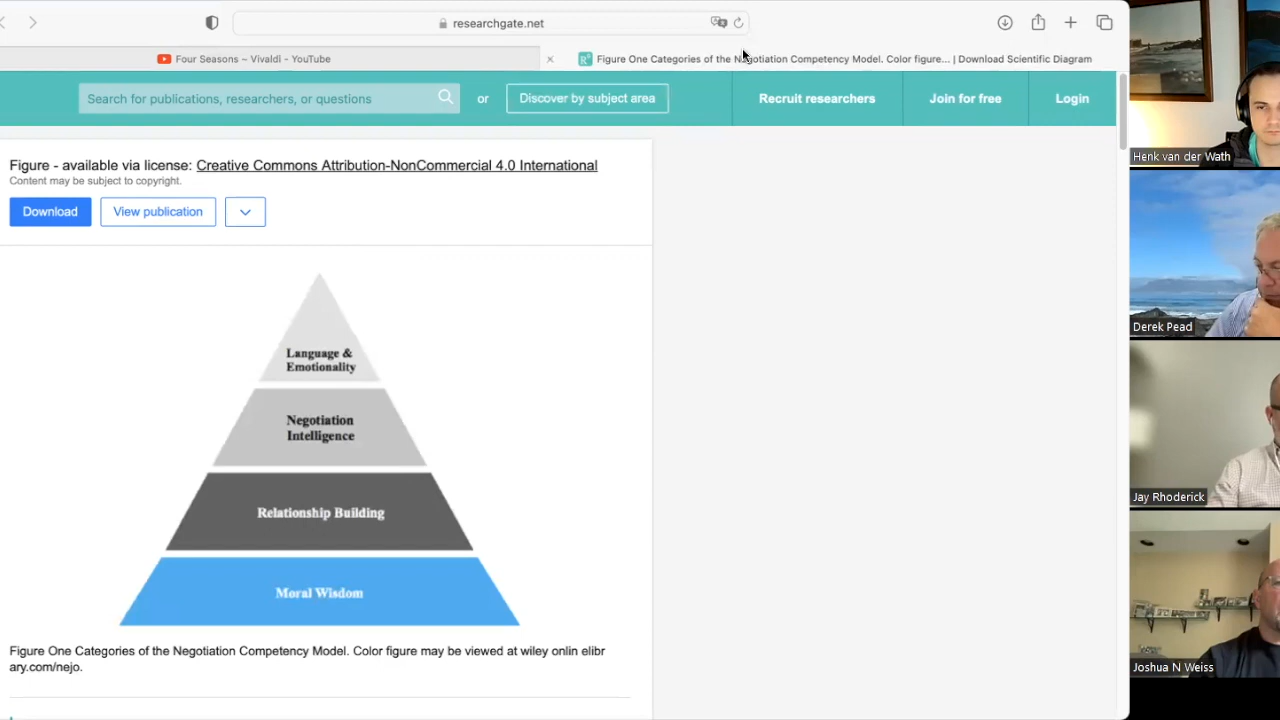 researchgate.net
Four Seasons ~ Vivaldi - YouTube
Figure One Categories of the Negotiation Competency Model. Color figure... | Download Scientific Diagram
Search for publications, researchers, or questions
or
Discover by subject area
Recruit researchers
Join for free
Login
Figure - available via license: Creative Commons Attribution-NonCommercial 4.0 International
Content may be subject to copyright.
Download
View publication
Language &
Emotionality
Negotiation
Intelligence
Relationship Building
Moral Wisdom
Figure One Categories of the Negotiation Competency Model. Color figure may be viewed at wiley onlin elibr
ary.com/nejo.
Henk van der Wath
Derek Pead
Jay Rhoderick
Joshua N Weiss